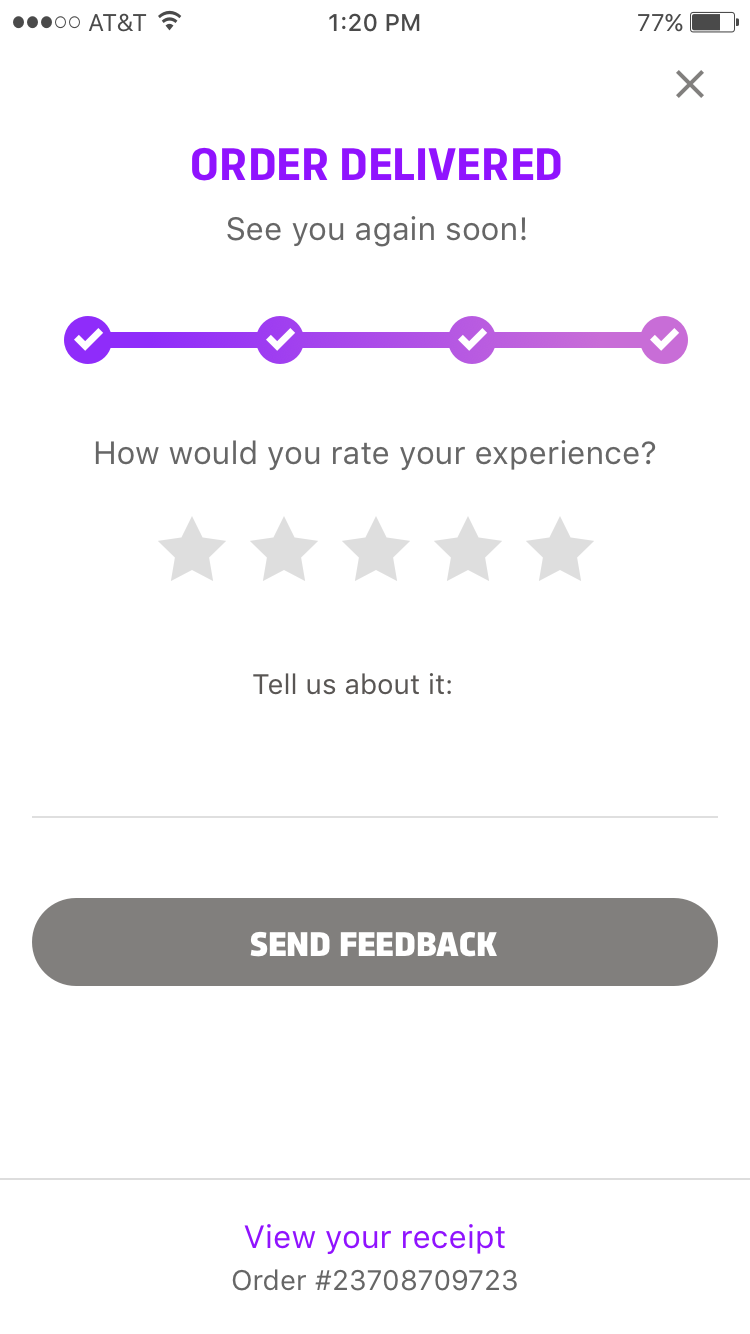 AT&T 1:20 PM 77%
ORDER DELIVERED
See you again soon!
How would you rate your experience?
Tell us about it:
SEND FEEDBACK
View your receipt
Order #23708709723